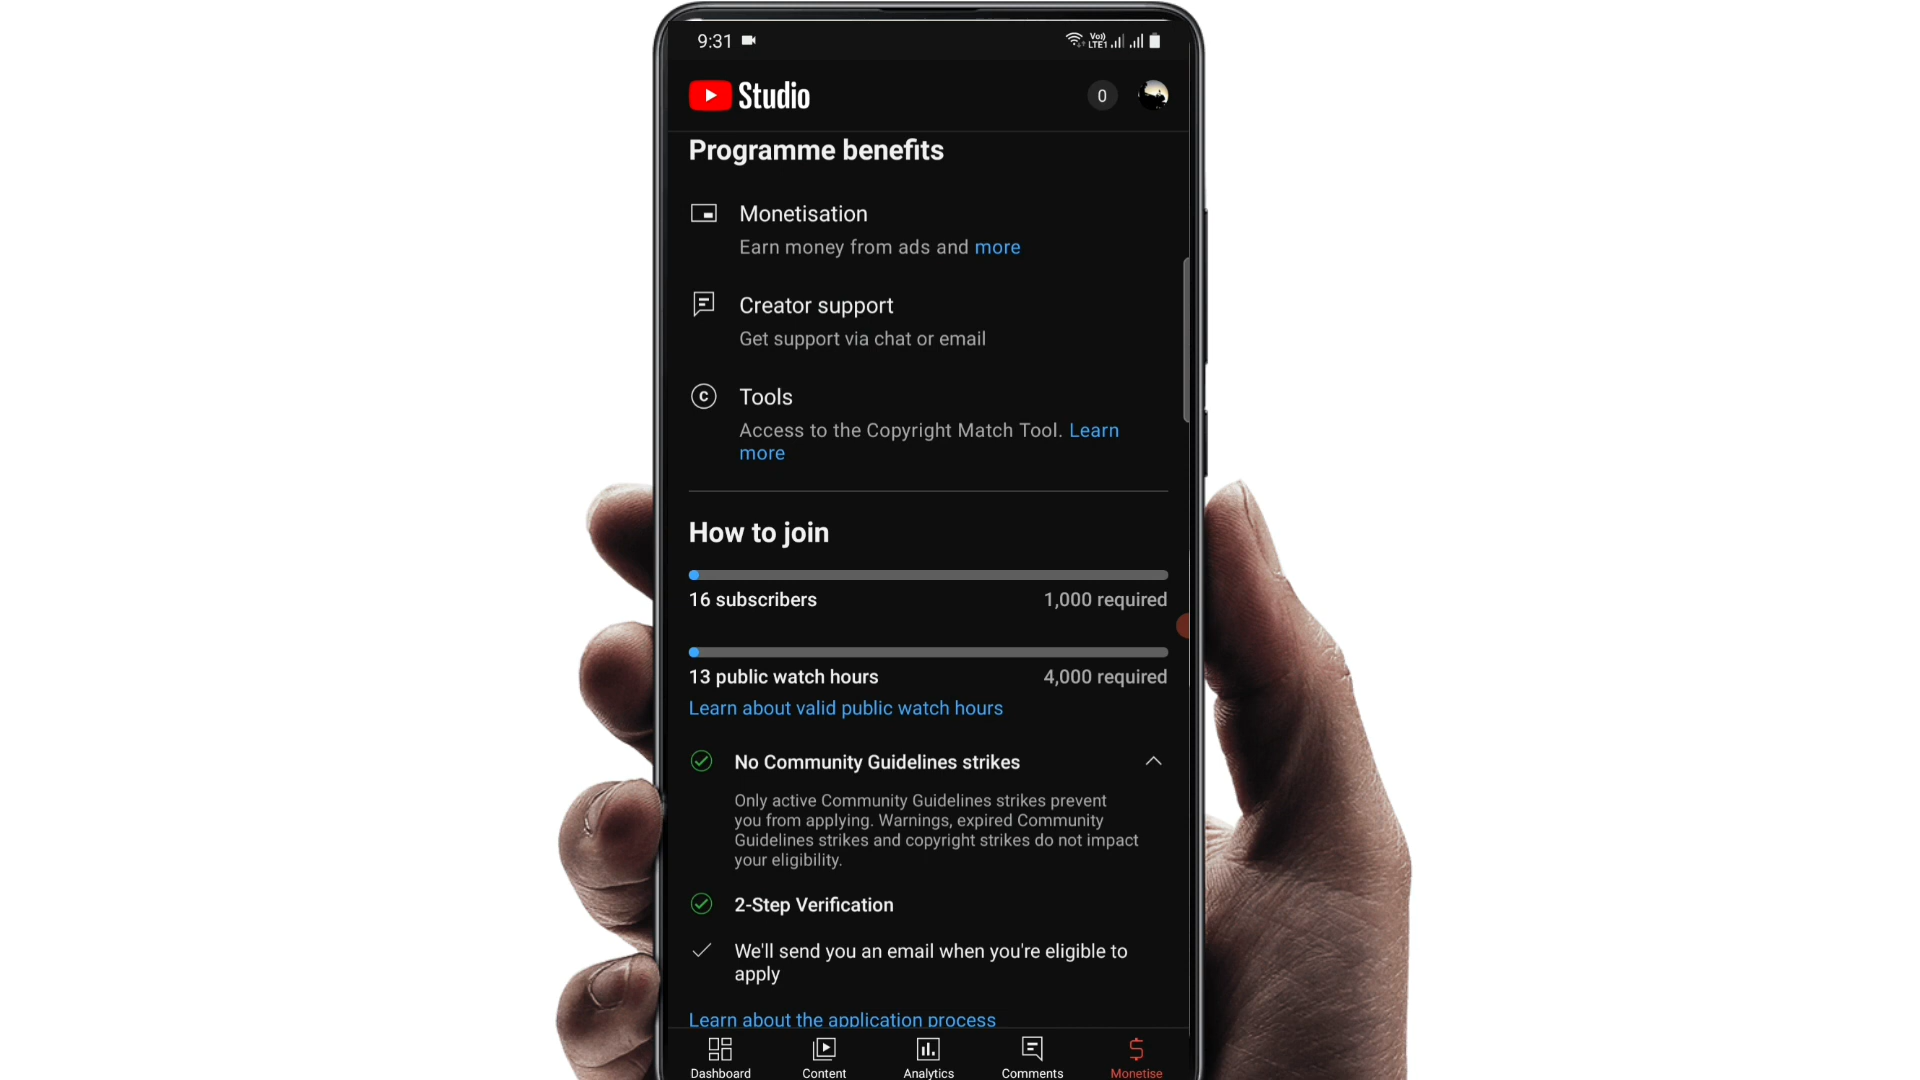 9:31
Vo)) LTE1
Studio
0
Programme benefits
Monetisation
Earn money from ads and more
Creator support
Get support via chat or email
C
Tools
Access to the Copyright Match Tool. Learn
more
How to join
16 subscribers 1,000 required
13 public watch hours 4,000 required
Learn about valid public watch hours
No Community Guidelines strikes
Only active Community Guidelines strikes prevent
you from applying. Warnings, expired Community
Guidelines strikes and copyright strikes do not impact
your eligibility.
2-Step Verification
We'll send you an email when you're eligible to
apply
Learn about the application process
Dashboard Content Analytics Comments Monetise